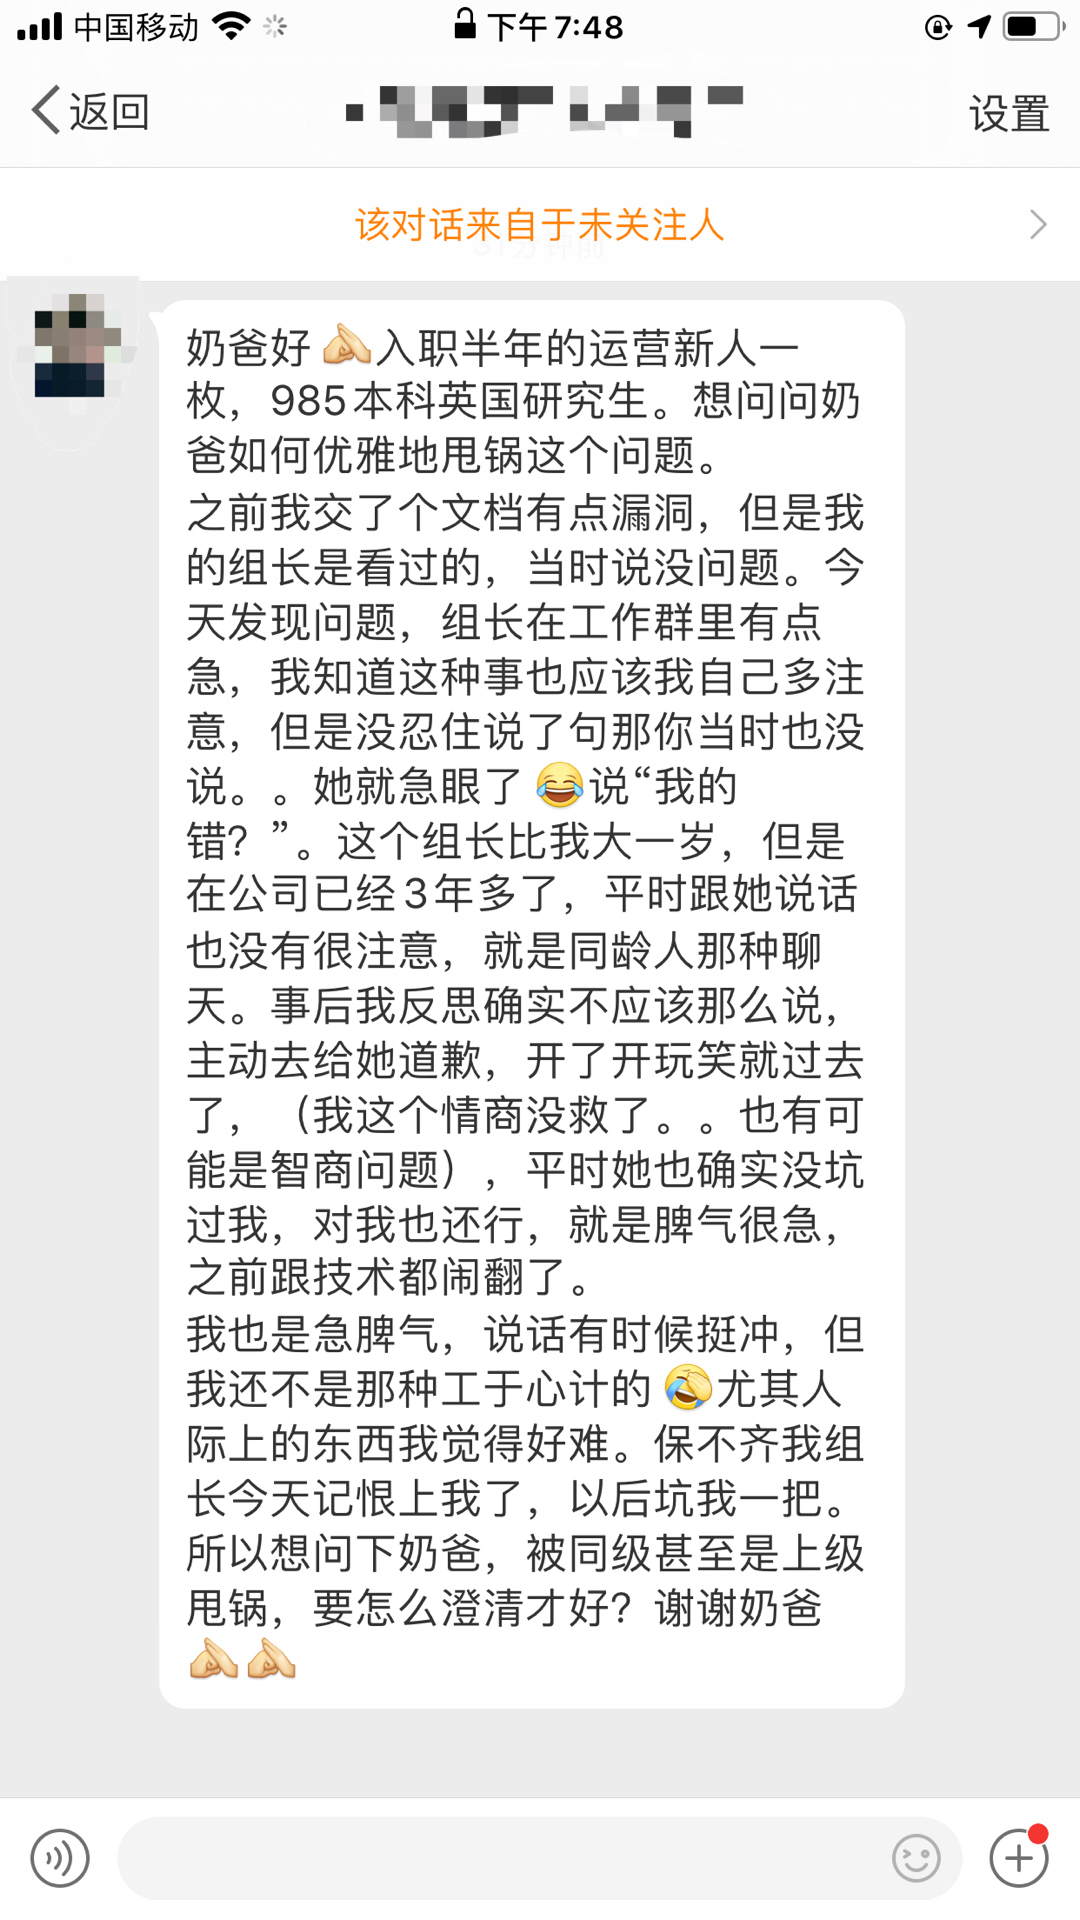 中国移动 下午7:48
返回 设置
该对话来自于未关注人
奶爸好🫱入职半年的运营新人一
枚，985本科英国研究生。想问问奶
爸如何优雅地甩锅这个问题。
之前我交了个文档有点漏洞，但是我
的组长是看过的，当时说没问题。今
天发现问题，组长在工作群里有点
急，我知道这种事也应该我自己多注
意，但是没忍住说了句那你当时也没
说。。她就急眼了😂说“我的
错？”。这个组长比我大一岁，但是
在公司已经3年多了，平时跟她说话
也没有很注意，就是同龄人那种聊
天。事后我反思确实不应该那么说，
主动去给她道歉，开了开玩笑就过去
了，（我这个情商没救了。。也有可
能是智商问题），平时她也确实没坑
过我，对我也还行，就是脾气很急，
之前跟技术都闹翻了。
我也是急脾气，说话有时候挺冲，但
我还不是那种工于心计的🤣尤其人
际上的东西我觉得好难。保不齐我组
长今天记恨上我了，以后坑我一把。
所以想问下奶爸，被同级甚至是上级
甩锅，要怎么澄清才好？谢谢奶爸